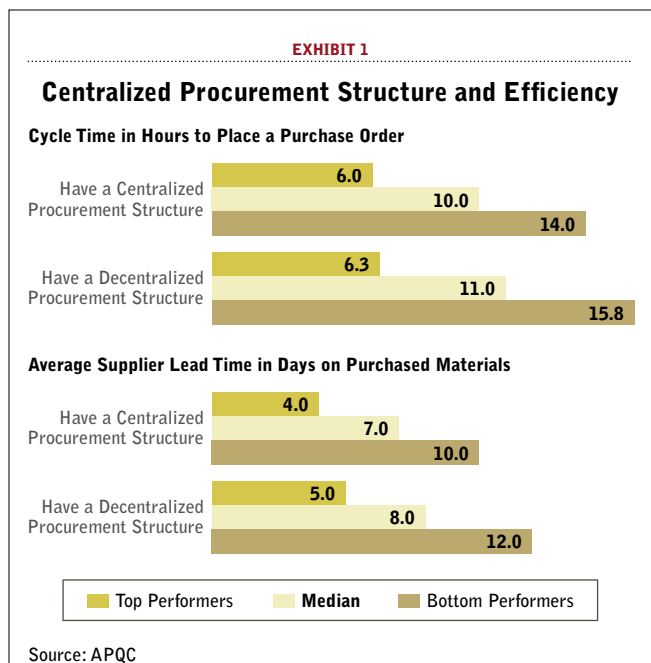 EXHIBIT 1
Centralized Procurement Structure and Efficiency
Cycle Time in Hours to Place a Purchase Order
Have a Centralized
Procurement Structure
6.0
10.0
14.0
Have a Decentralized
Procurement Structure
6.3
11.0
15.8
Average Supplier Lead Time in Days on Purchased Materials
Have a Centralized
Procurement Structure
4.0
7.0
10.0
Have a Decentralized
Procurement Structure
5.0
8.0
12.0
Top Performers Median Bottom Performers
Source: APQC